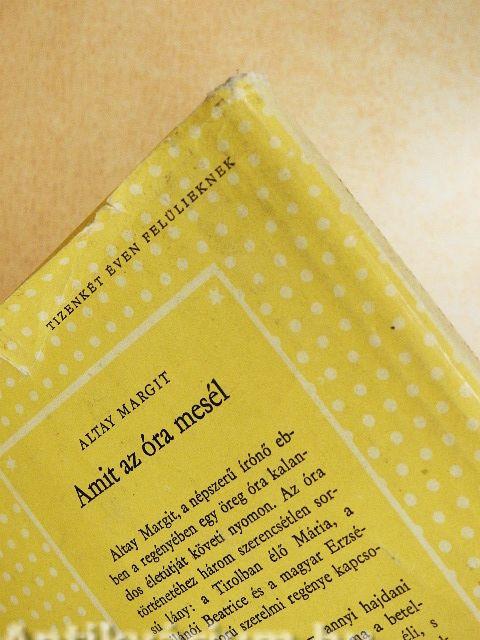 TIZENKÉT ÉVEN FELÜLIEKNEK
ALTAY MARGIT
Amit az óra mesél
Altay Margit, a népszerű írónő eb-
ben a regényében egy öreg óra kalan-
dos életútját követi nyomon. Az óra
történetéhez három szerencsétlen sor-
sú lány: a Tirolban élő Mária, a
Beatrice és a magyar Erzsé-
szerelmi regénye kapcso-
annyi hajdani
a betel-
s